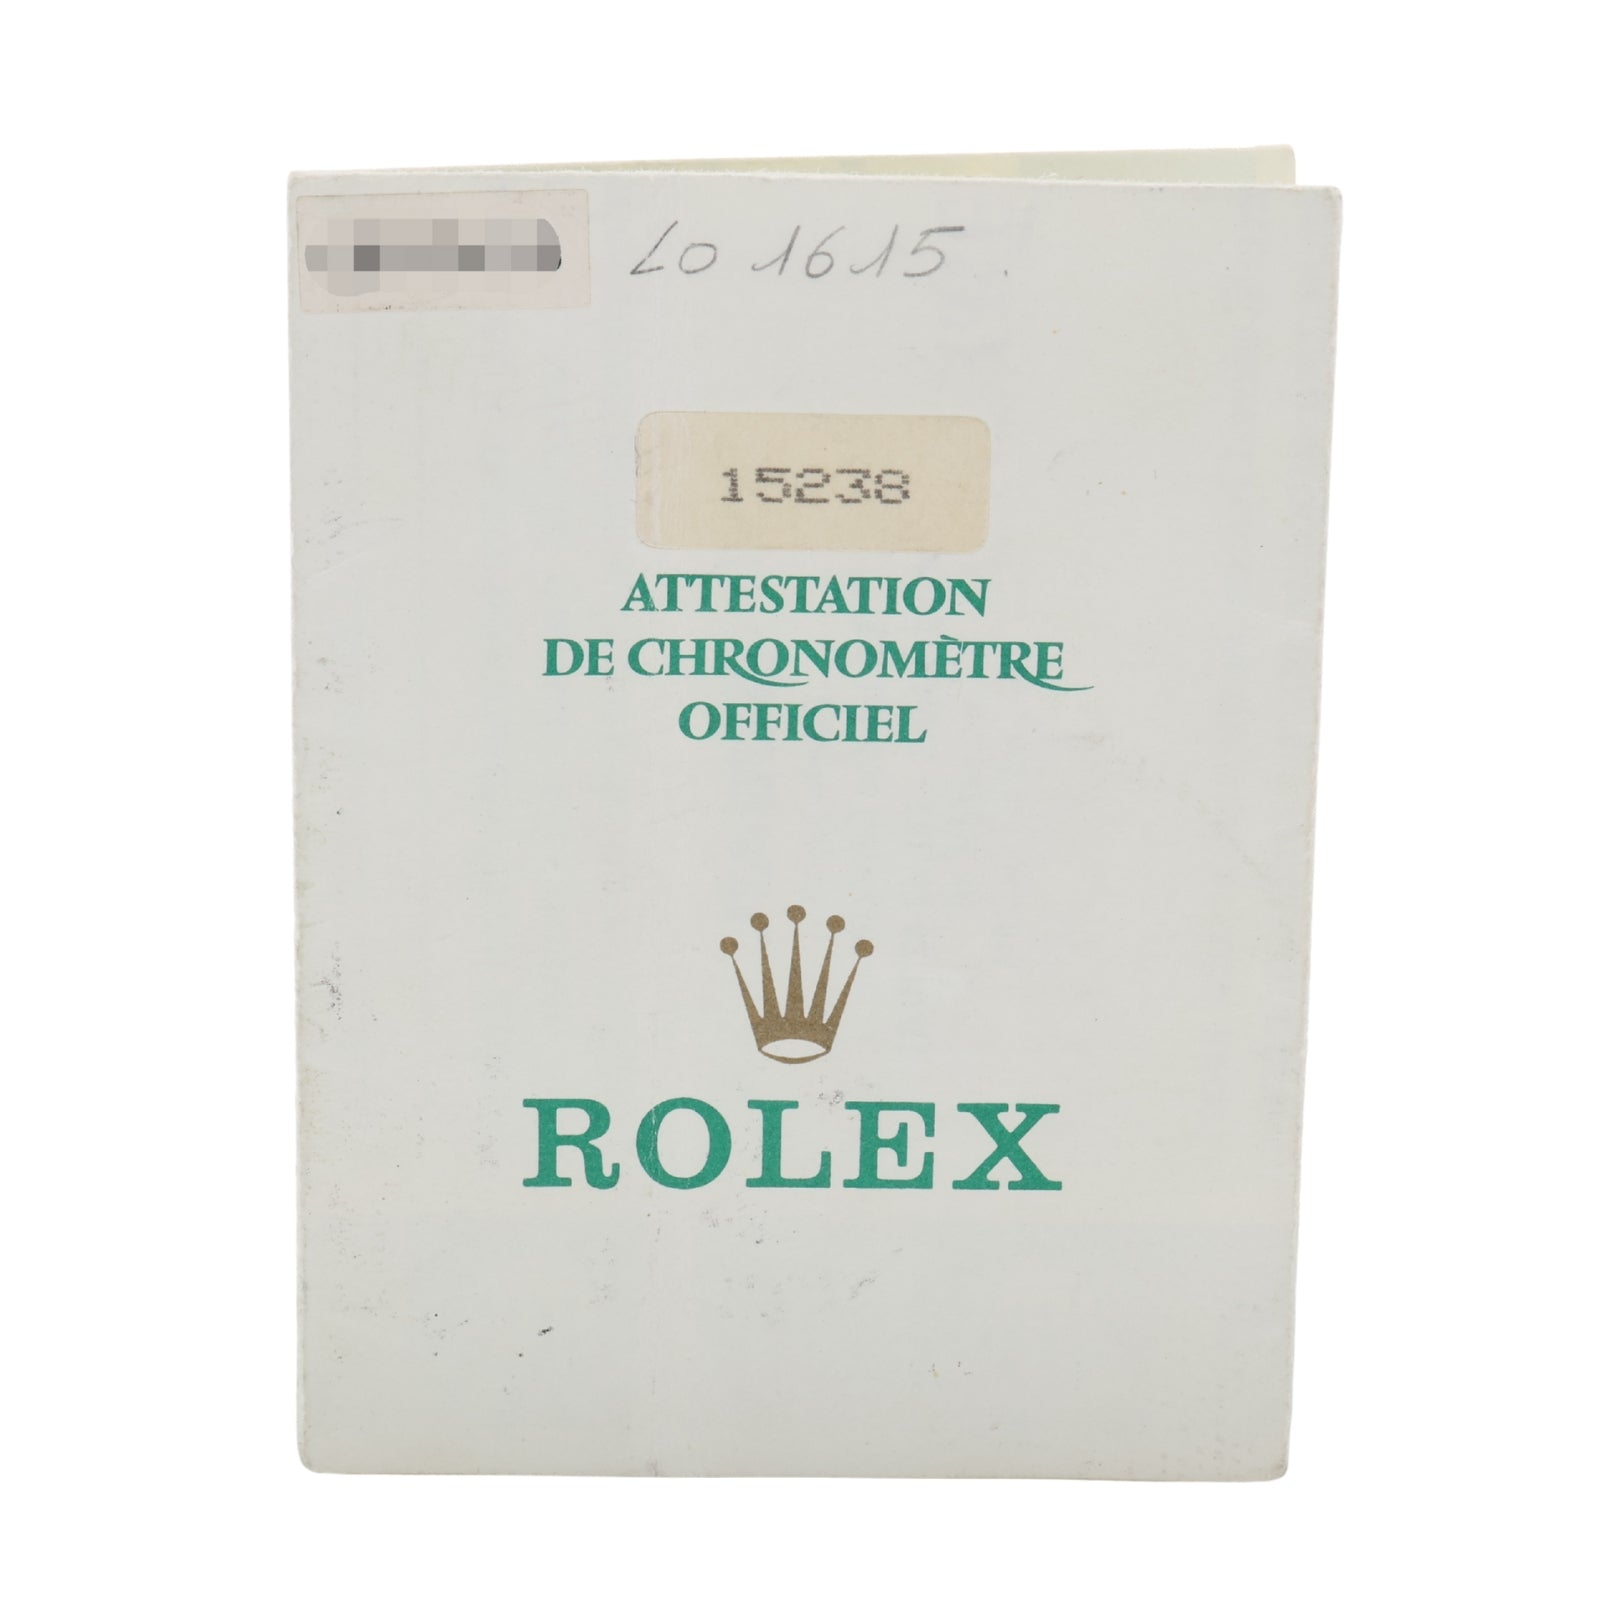 LO 1615
15238
ATTESTATION
DE CHRONOMÈTRE
OFFICIEL
ROLEX